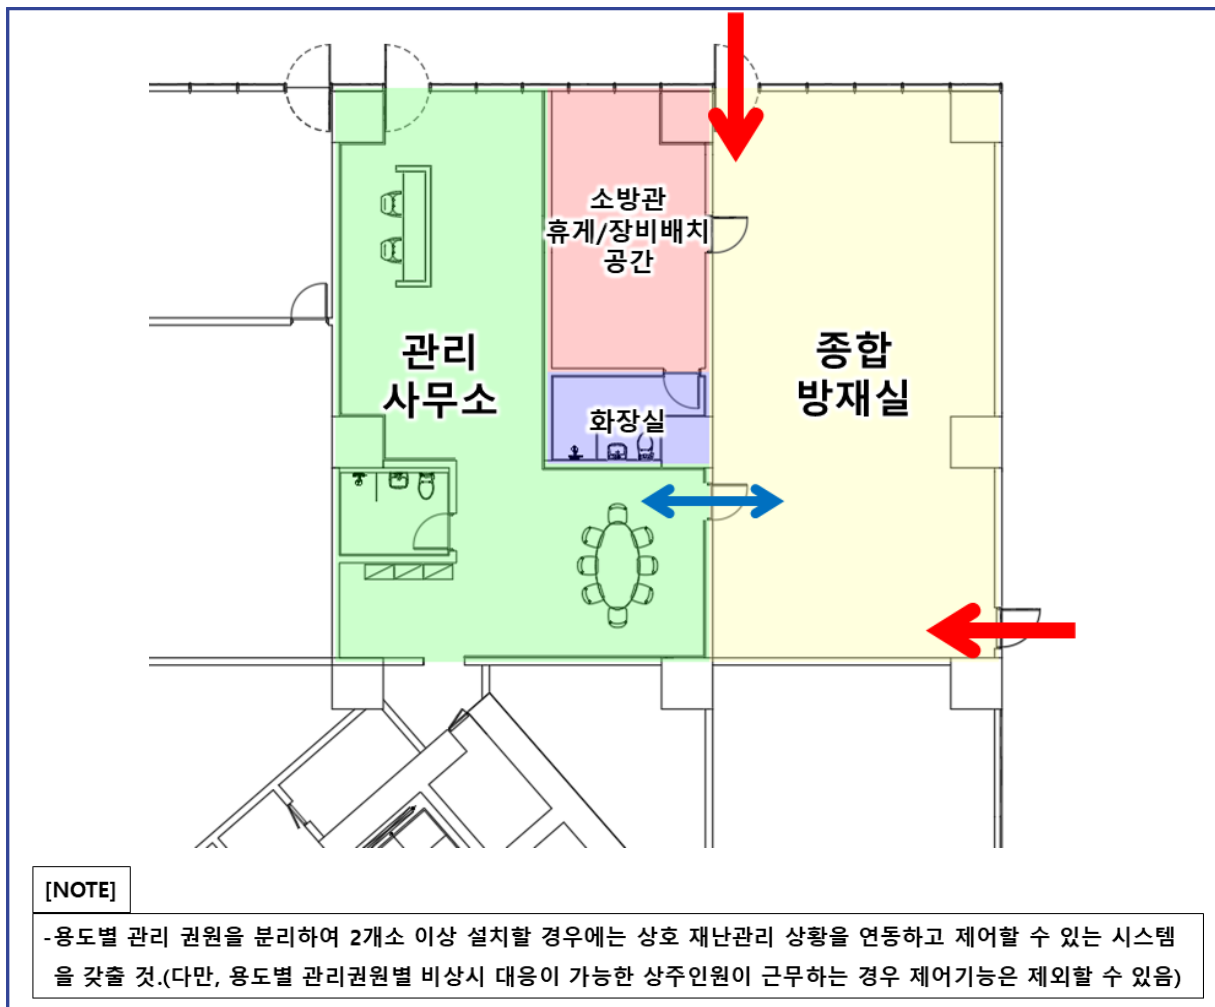 소방관
휴게/장비배치
공간
관리
사무소
종합
방재실
화장실
[NOTE]
-용도별 관리 권원을 분리하여 2개소 이상 설치할 경우에는 상호 재난관리 상황을 연동하고 제어할 수 있는 시스템
을 갖출 것.(다만, 용도별 관리권원별 비상시 대응이 가능한 상주인원이 근무하는 경우 제어기능은 제외할 수 있음)